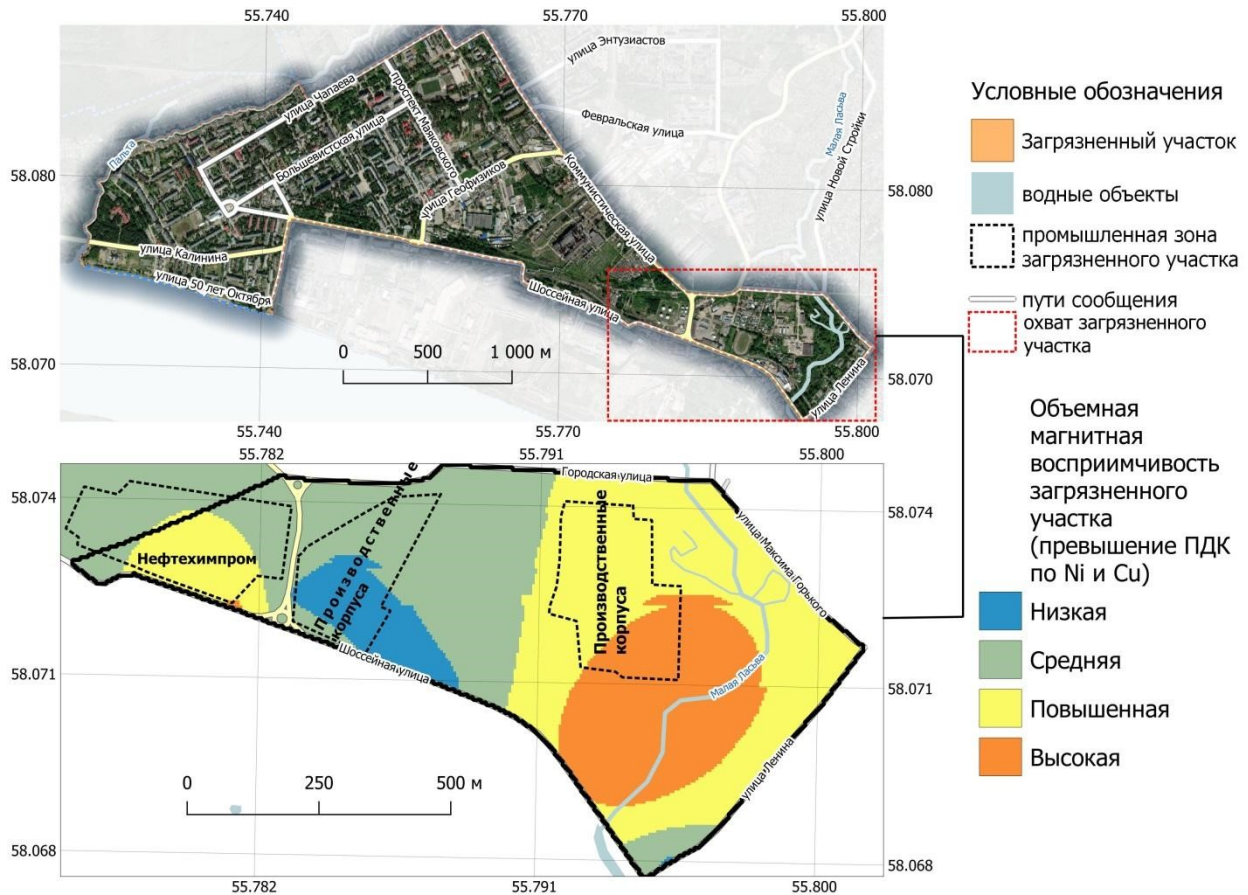 55.740
55.770
55.800
улица Энтузиастов
улица Чапаева
проспект Маяковского
Большевистская улица
Февральская улица
Малая Ласьва
улица Новой Стройки
Пальта
58.080
58.080
улица Геофизиков
Коммунистическая улица
улица Калинина
улица 50 лет Октября
Шоссейная улица
0 500 1 000 м
58.070
58.070
улица Ленина
55.740
55.770
55.800
Условные обозначения
Загрязненный участок
водные объекты
промышленная зона
загрязненного участка
пути сообщения
охват загрязненного
участка
Объемная
магнитная
восприимчивость
загрязненного
участка
(превышение ПДК
по Ni и Cu)
Низкая
Средняя
Повышенная
Высокая
55.782
55.791
55.800
58.074
58.074
Городская улица
улица Максима Горького
Нефтехимпром
Производственные
корпуса
Производственные
корпуса
Шоссейная улица
Малая Ласьва
58.071
58.071
улица Ленина
0 250 500 м
58.068
58.068
55.782
55.791
55.800